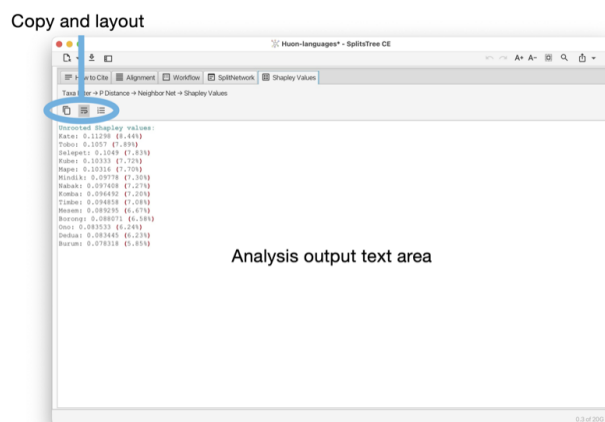 Copy and layout
Huon-languages* - SplitsTree CE
A+ A-
How to Cite Alignment Workflow SplitNetwork Shapley Values
Taxa Filter → P Distance → Neighbor Net → Shapley Values
Unrooted Shapley values:
Kate: 0.11298 (8.44%)
Tobo: 0.1057 (7.89%)
Selepet: 0.1049 (7.83%)
Kube: 0.10333 (7.72%)
Mape: 0.10316 (7.70%)
Mindik: 0.09778 (7.30%)
Nabak: 0.097408 (7.27%)
Komba: 0.096492 (7.20%)
Timbe: 0.094858 (7.08%)
Mesem: 0.089295 (6.67%)
Borong: 0.088071 (6.58%)
Ono: 0.083533 (6.24%)
Dedua: 0.083445 (6.23%)
Burum: 0.078318 (5.85%)
Analysis output text area
0.3 of 20G